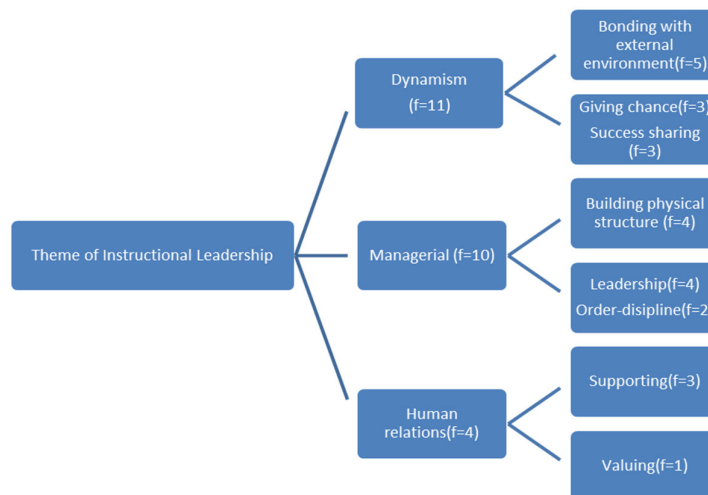 Theme of Instructional Leadership
Dynamism
(f=11)
Bonding with
external
environment(f=5)
Giving chance(f=3)
Success sharing
(f=3)
Managerial (f=10)
Building physical
structure (f=4)
Leadership(f=4)
Order-disipline(f=2
Human
relations(f=4)
Supporting(f=3)
Valuing(f=1)